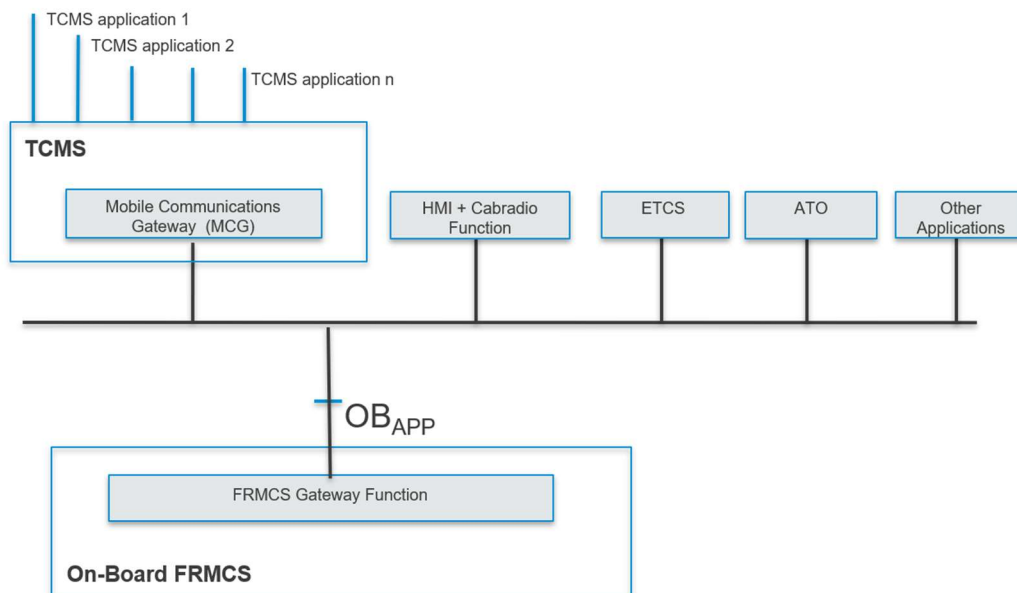 TCMS application 1
TCMS application 2
TCMS application n
TCMS
Mobile Communications
Gateway (MCG)
HMI + Cabradio
Function
ETCS
ATO
Other
Applications
OBAPP
FRMCS Gateway Function
On-Board FRMCS